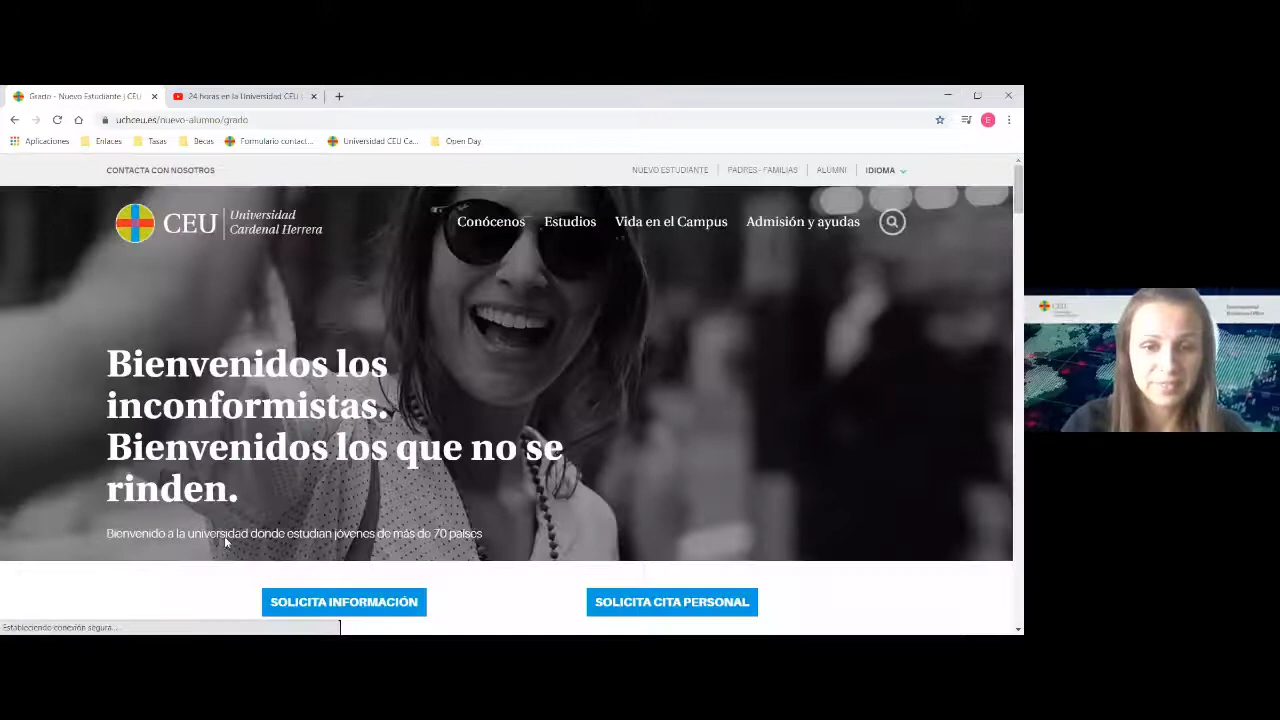 Grado - Nuevo Estudiante | CEU
24 horas en la Universidad CEU
uchceu.es/nuevo-alumno/grado
Aplicaciones Enlaces Tasas Becas Formulario contact... Universidad CEU Ca... Open Day
CONTACTA CON NOSOTROS NUEVO ESTUDIANTE PADRES - FAMILIAS ALUMNI IDIOMA
CEU Universidad
Cardenal Herrera
Conócenos Estudios Vida en el Campus Admisión y ayudas
Bienvenidos los
inconformistas.
Bienvenidos los que no se
rinden.
Bienvenido a la universidad donde estudian jóvenes de más de 70 países
SOLICITA INFORMACIÓN SOLICITA CITA PERSONAL
Estableciendo conexión segura...
E
CEU